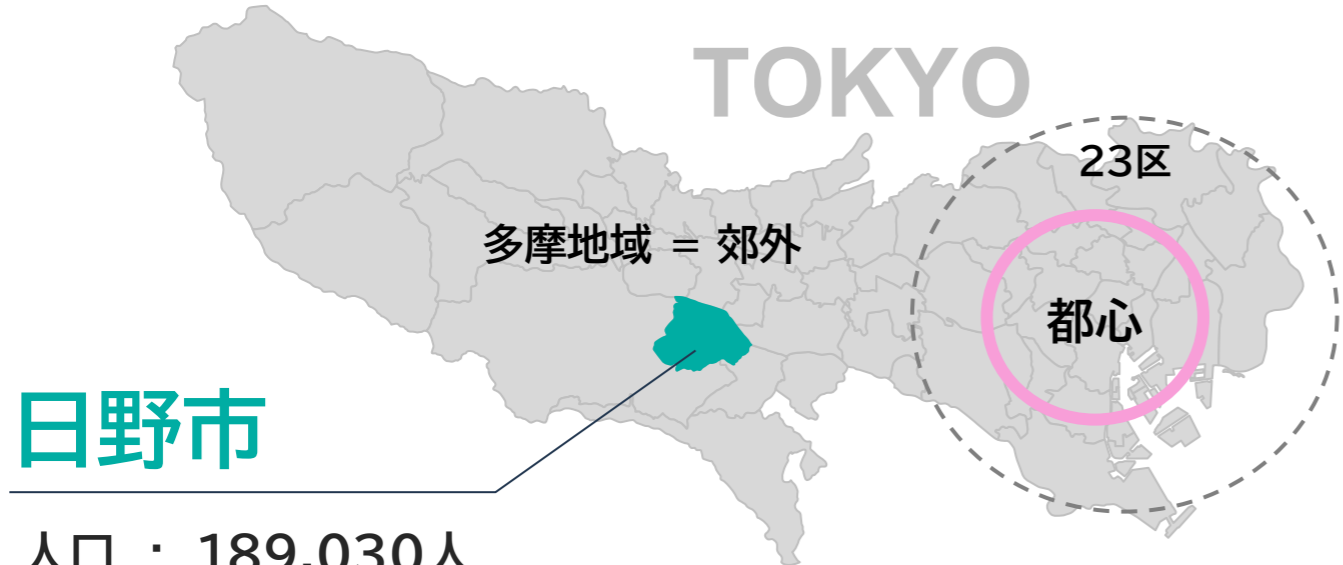 TOKYO
23区
多摩地域 = 郊外
都心
日野市
人口 : 189,030人